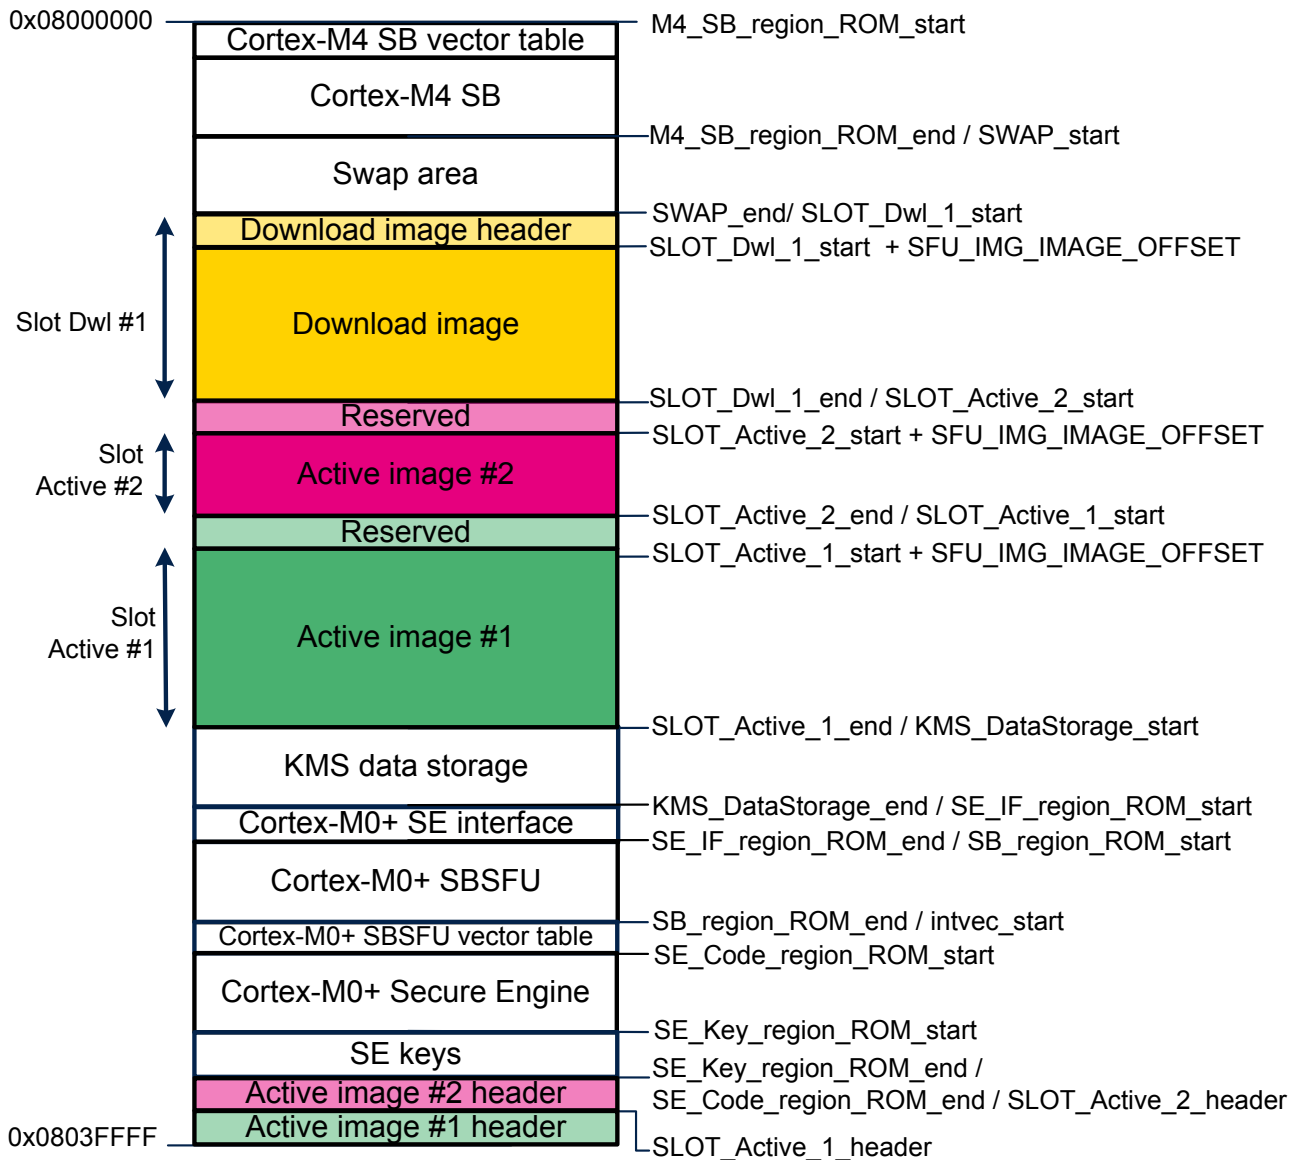 0x08000000
M4_SB_region_ROM_start
Cortex-M4 SB vector table
Cortex-M4 SB
M4_SB_region_ROM_end / SWAP_start
Swap area
SWAP_end/ SLOT_Dwl_1_start
Download image header
SLOT_Dwl_1_start + SFU_IMG_IMAGE_OFFSET
Slot Dwl #1
Download image
SLOT_Dwl_1_end / SLOT_Active_2_start
Reserved
SLOT_Active_2_start + SFU_IMG_IMAGE_OFFSET
Slot
Active #2
Active image #2
SLOT_Active_2_end / SLOT_Active_1_start
Reserved
SLOT_Active_1_start + SFU_IMG_IMAGE_OFFSET
Slot
Active #1
Active image #1
SLOT_Active_1_end / KMS_DataStorage_start
KMS data storage
KMS_DataStorage_end / SE_IF_region_ROM_start
Cortex-M0+ SE interface
SE_IF_region_ROM_end / SB_region_ROM_start
Cortex-M0+ SBSFU
SB_region_ROM_end / intvec_start
Cortex-M0+ SBSFU vector table
SE_Code_region_ROM_start
Cortex-M0+ Secure Engine
SE_Key_region_ROM_start
SE keys
SE_Key_region_ROM_end /
SE_Code_region_ROM_end / SLOT_Active_2_header
Active image #2 header
Active image #1 header
0x0803FFFF
SLOT_Active_1_header